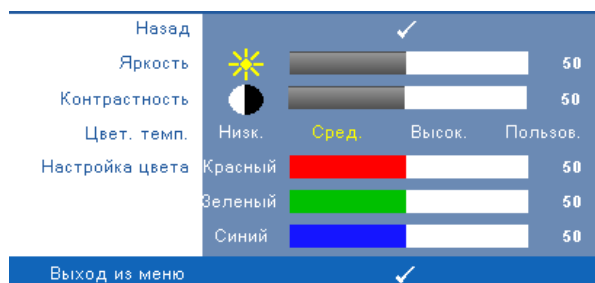 Назад
Яркость 50
Контрастность 50
Цвет. темп. Низк. Сред. Высок. Пользов.
Настройка цвета Красный 50
Зеленый 50
Синий 50
Выход из меню